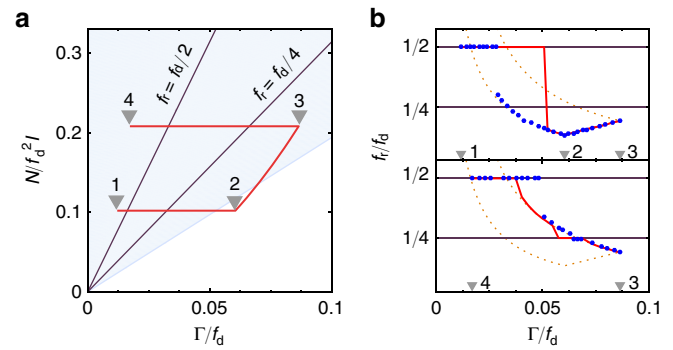 a
b
0.3
0.2
0.1
0
0
0.05
0.1
N/f_d²I
Γ/f_d
f_r = f_d/2
f_r = f_d/4
4
3
1
2
1/2
1/4
1
2
3
1/2
1/4
4
3
f_r/f_d
0
0.05
0.1
Γ/f_d